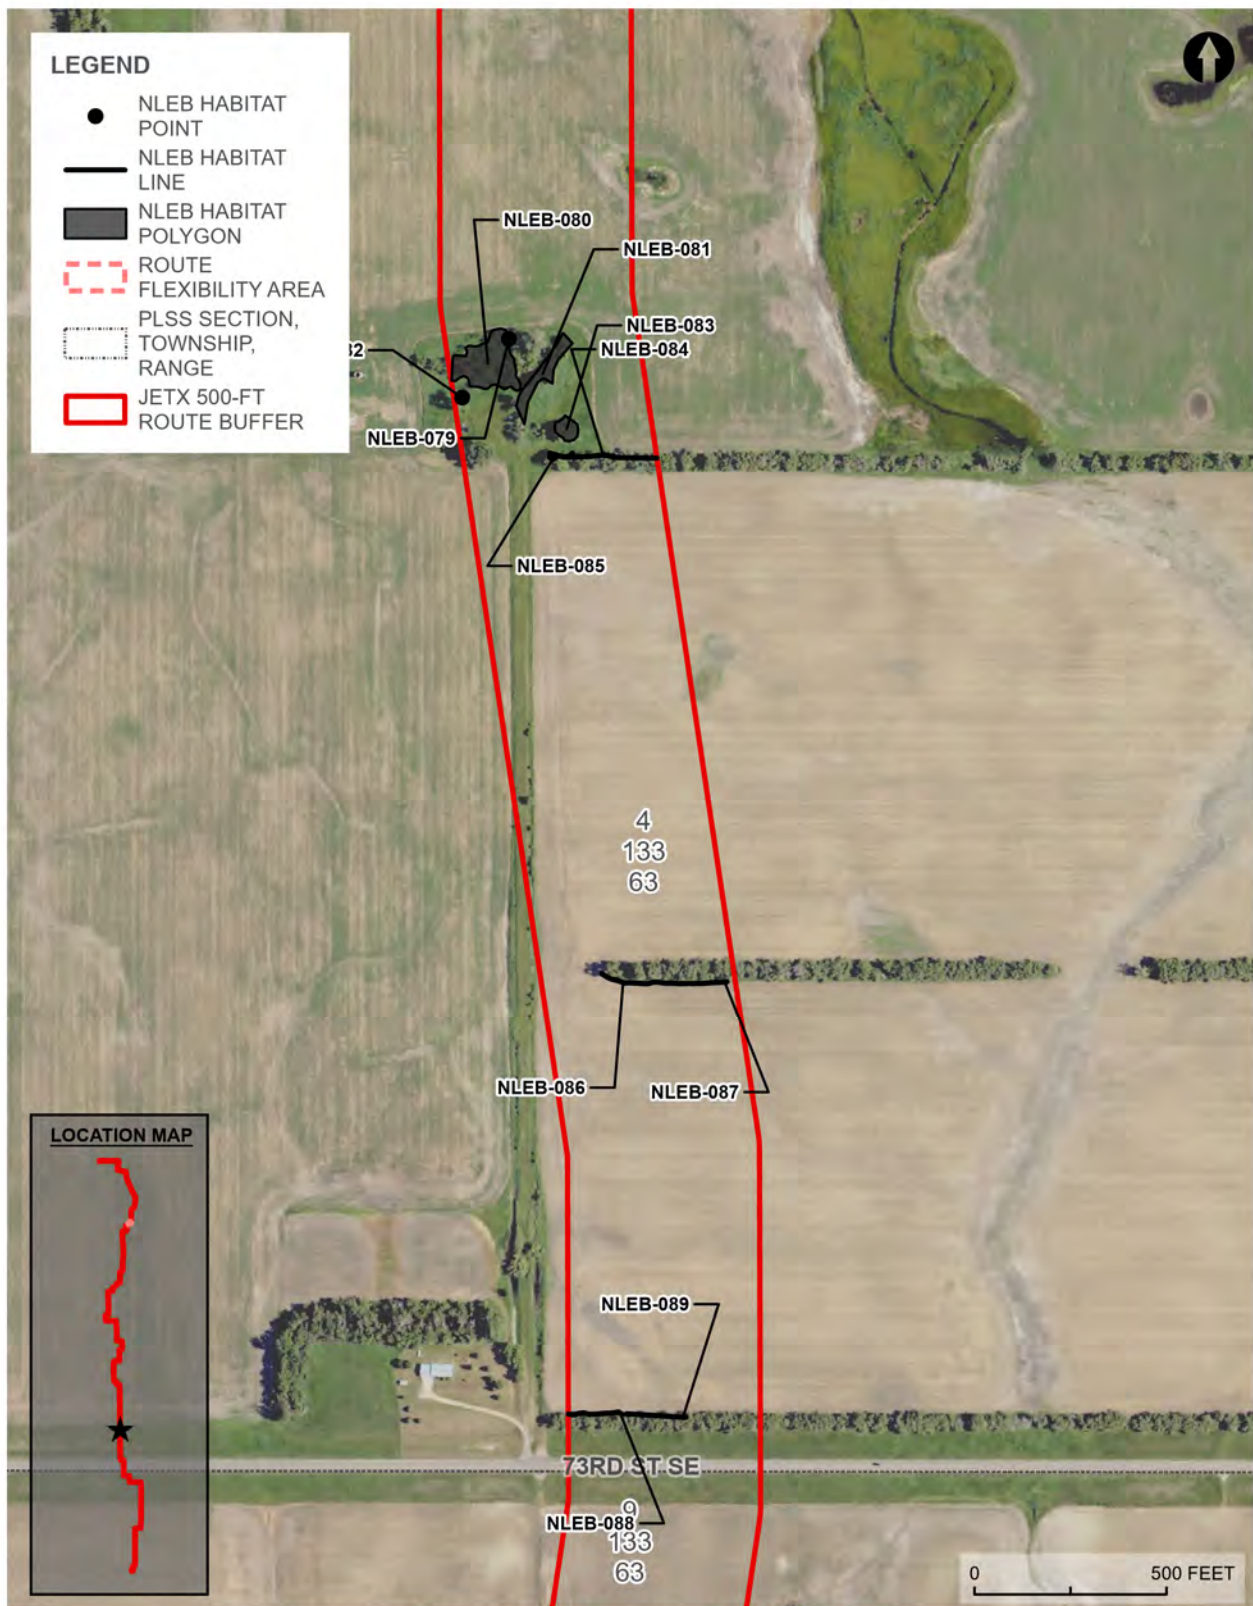 LEGEND
NLEB HABITAT
POINT
NLEB HABITAT
LINE
NLEB HABITAT
POLYGON
ROUTE
FLEXIBILITY AREA
PLSS SECTION,
TOWNSHIP,
RANGE
JETX 500-FT
ROUTE BUFFER
NLEB-080
NLEB-081
NLEB-083
NLEB-084
32
NLEB-079
NLEB-085
4
133
63
NLEB-086
NLEB-087
LOCATION MAP
NLEB-089
73RD ST SE
9
NLEB-088
133
63
0
500 FEET